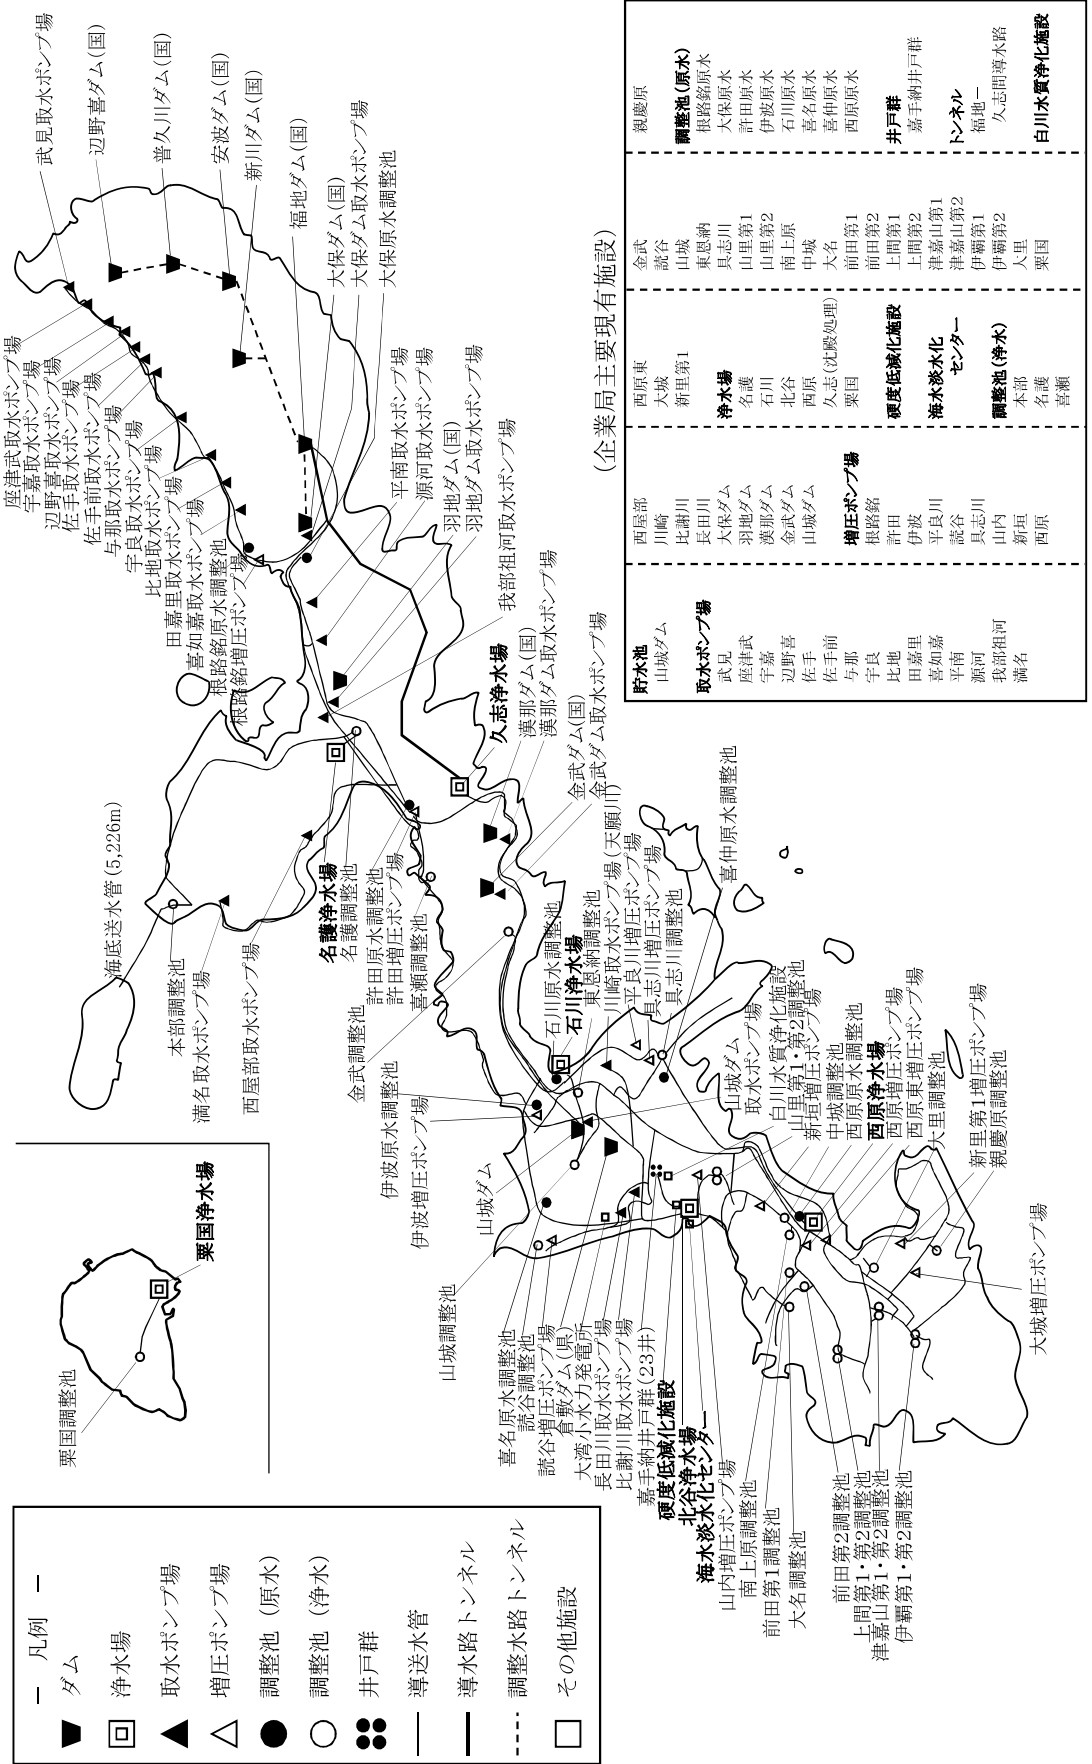 武見取水ポンプ場
辺野喜ダム(国)
普久川ダム(国)
安波ダム(国)
新川ダム(国)
福地ダム(国)
大保ダム(国)
大保ダム取水ポンプ場
大保原水調整池
平南取水ポンプ場
源河取水ポンプ場
羽地ダム(国)
羽地ダム取水ポンプ場
我部祖河取水ポンプ場
久志浄水場
漢那ダム(国)
漢那ダム取水ポンプ場
金武ダム(国)
金武ダム取水ポンプ場
座津武取水ポンプ場
宇嘉取水ポンプ場
辺野喜取水ポンプ場
佐手取水ポンプ場
佐手前取水ポンプ場
与那取水ポンプ場
宇良取水ポンプ場
比地取水ポンプ場
田嘉里取水ポンプ場
喜如嘉取水ポンプ場
根路銘原水調整池
根路銘増圧ポンプ場
海底送水管(5,226m)
本部調整池
満名取水ポンプ場
西屋部取水ポンプ場
名護浄水場
名護調整池
許田原水調整池
許田増圧ポンプ場
喜瀬調整池
金武調整池
伊波原水調整池
伊波増圧ポンプ場
山城ダム
山城調整池
石川原水調整池
石川浄水場
東恩納調整池
川崎取水ポンプ場(天願川)
平良川増圧ポンプ場
具志川増圧ポンプ場
具志川調整池
喜仲原水調整池
山城ダム
取水ポンプ場
白川水質浄化施設
山里第1・第2調整池
新垣増圧ポンプ場
中城調整池
西原原水調整池
西原浄水場
西原増圧ポンプ場
西原東増圧ポンプ場
大里調整池
新里第1増圧ポンプ場
親慶原調整池
大城増圧ポンプ場
喜名原水調整池
読谷調整池
読谷増圧ポンプ場
倉敷ダム(県)
大湾小水力発電所
長田川取水ポンプ場
比謝川取水ポンプ場
嘉手納井戸群(23井)
硬度低減化施設
北谷浄水場
海水淡水化センター
山内増圧ポンプ場
南上原調整池
前田第1調整池
大名調整池
前田第2調整池
上間第1・第2調整池
津嘉山第1・第2調整池
伊覇第1・第2調整池
粟国浄水場
粟国調整池
― 凡例 ―
ダム
浄水場
取水ポンプ場
増圧ポンプ場
調整池 (原水)
調整池 (浄水)
井戸群
導送水管
導水路トンネル
調整水路トンネル
その他施設
(企業局主要現有施設)
貯水池
山城ダム
取水ポンプ場
武見
座津武
宇嘉
辺野喜
佐手
佐手前
与那
宇良
比地
田嘉里
喜如嘉
平南
源河
我部祖河
満名
西屋部
川崎
比謝川
長田川
大保ダム
羽地ダム
漢那ダム
金武ダム
山城ダム
増圧ポンプ場
根路銘
許田
伊波
平良川
読谷
具志川
山内
新垣
西原
西原東
大城
新里第1
浄水場
名護
石川
北谷
西原
久志(沈殿処理)
粟国
硬度低減化施設
海水淡水化
センター
調整池(浄水)
本部
名護
喜瀬
金武
読谷
山城
東恩納
具志川
山里第1
山里第2
南上原
中城
大名
前田第1
前田第2
上間第1
上間第2
津嘉山第1
津嘉山第2
伊覇第1
伊覇第2
大里
粟国
親慶原
調整池(原水)
根路銘原水
大保原水
許田原水
伊波原水
石川原水
喜名原水
喜仲原水
西原原水
井戸群
嘉手納井戸群
トンネル
福地ー
久志間導水路
白川水質浄化施設